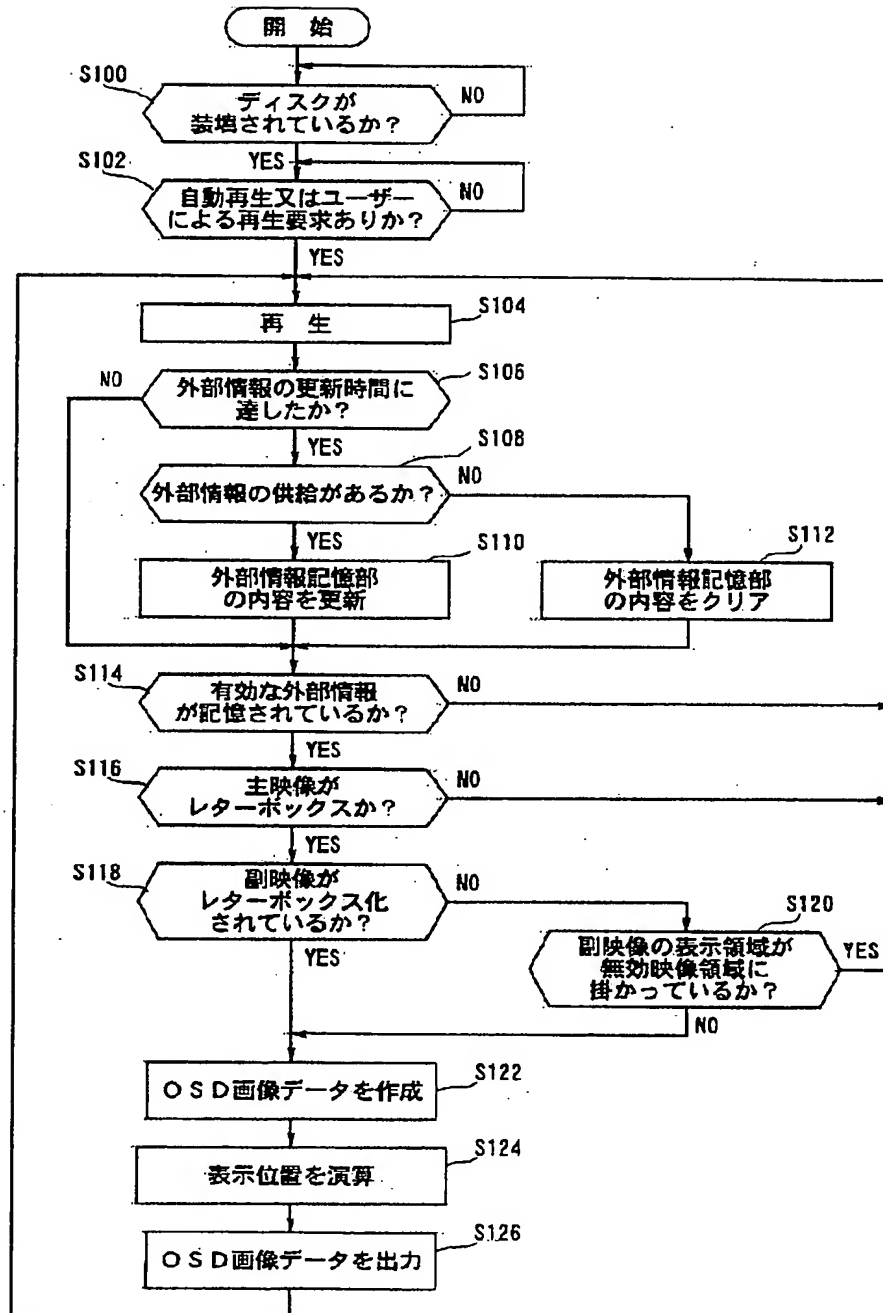 開 始
S100
ディスクが
装填されているか?
NO
YES
S102
自動再生又はユーザー
による再生要求ありか?
NO
YES
S104
再 生
NO
S106
外部情報の更新時間に
達したか?
YES
S108
外部情報の供給があるか?
NO
YES
S110
外部情報記憶部
の内容を更新
S112
外部情報記憶部
の内容をクリア
S114
有効な外部情報
が記憶されているか?
NO
YES
S116
主映像が
レターボックスか?
NO
YES
S118
副映像が
レターボックス化
されているか?
NO
YES
S120
副映像の表示領域が
無効映像領域に
掛かっているか?
YES
NO
S122
OSD画像データを作成
S124
表示位置を演算
S126
OSD画像データを出力